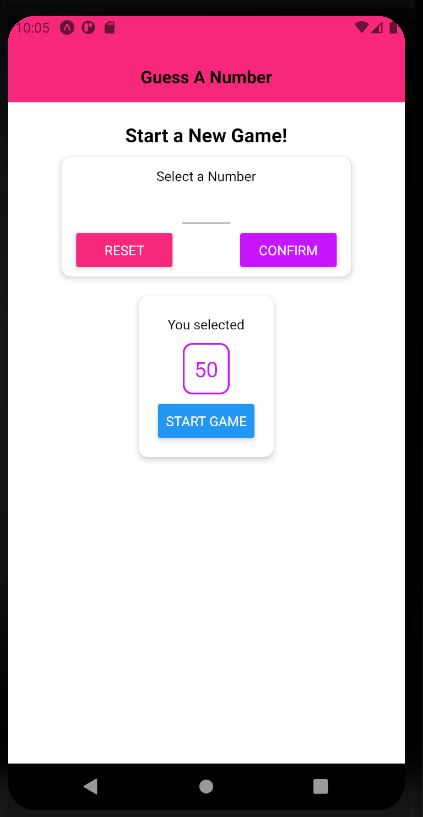 10:05
Guess A Number
Start a New Game!
Select a Number
RESET CONFIRM
You selected
50
START GAME